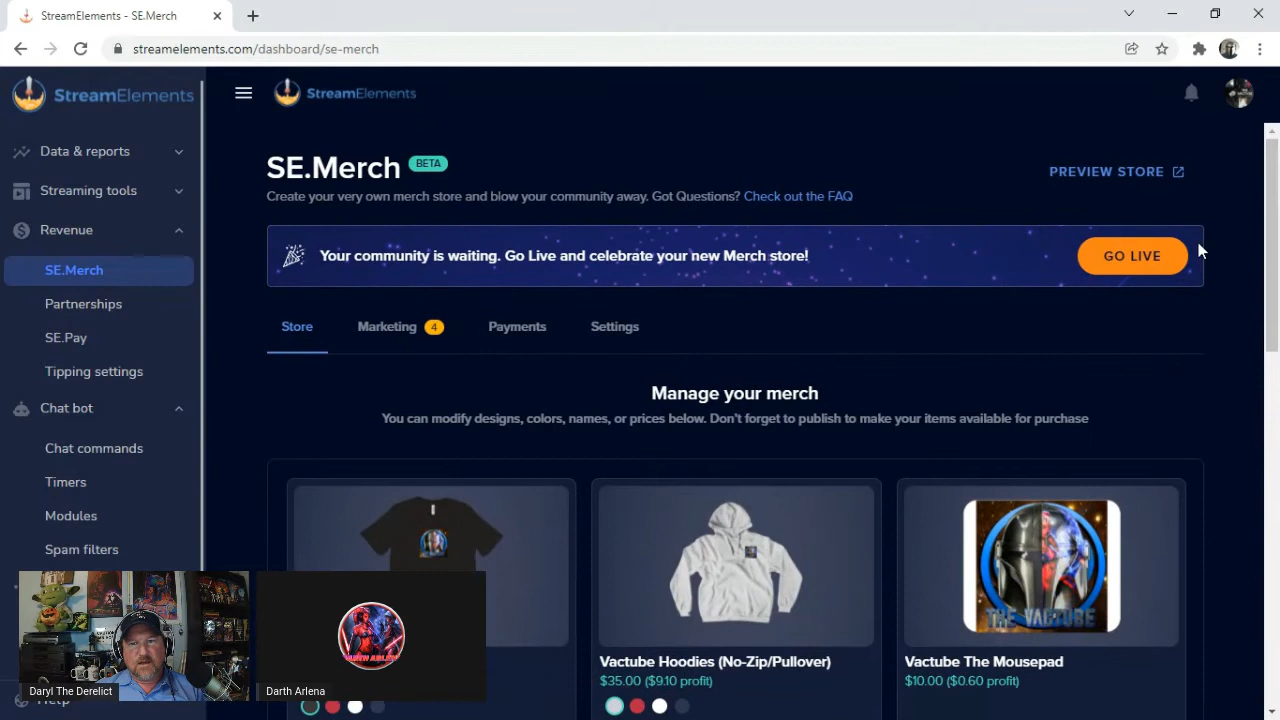 StreamElements - SE.Merch
streamelements.com/dashboard/se-merch
StreamElements
StreamElements
Data & reports
Streaming tools
Revenue
SE.Merch
Partnerships
SE.Pay
Tipping settings
Chat bot
Chat commands
Timers
Modules
Spam filters
Help
SE.Merch BETA
PREVIEW STORE
Create your very own merch store and blow your community away. Got Questions? Check out the FAQ
Your community is waiting. Go Live and celebrate your new Merch store!
GO LIVE
Store Marketing 4 Payments Settings
Manage your merch
You can modify designs, colors, names, or prices below. Don't forget to publish to make your items available for purchase
THE VACTUBE
Vactube Hoodies (No-Zip/Pullover)
$35.00 ($9.10 profit)
Vactube The Mousepad
$10.00 ($0.60 profit)
Daryl The Derelict
DARTH ARLENA
Darth Arlena